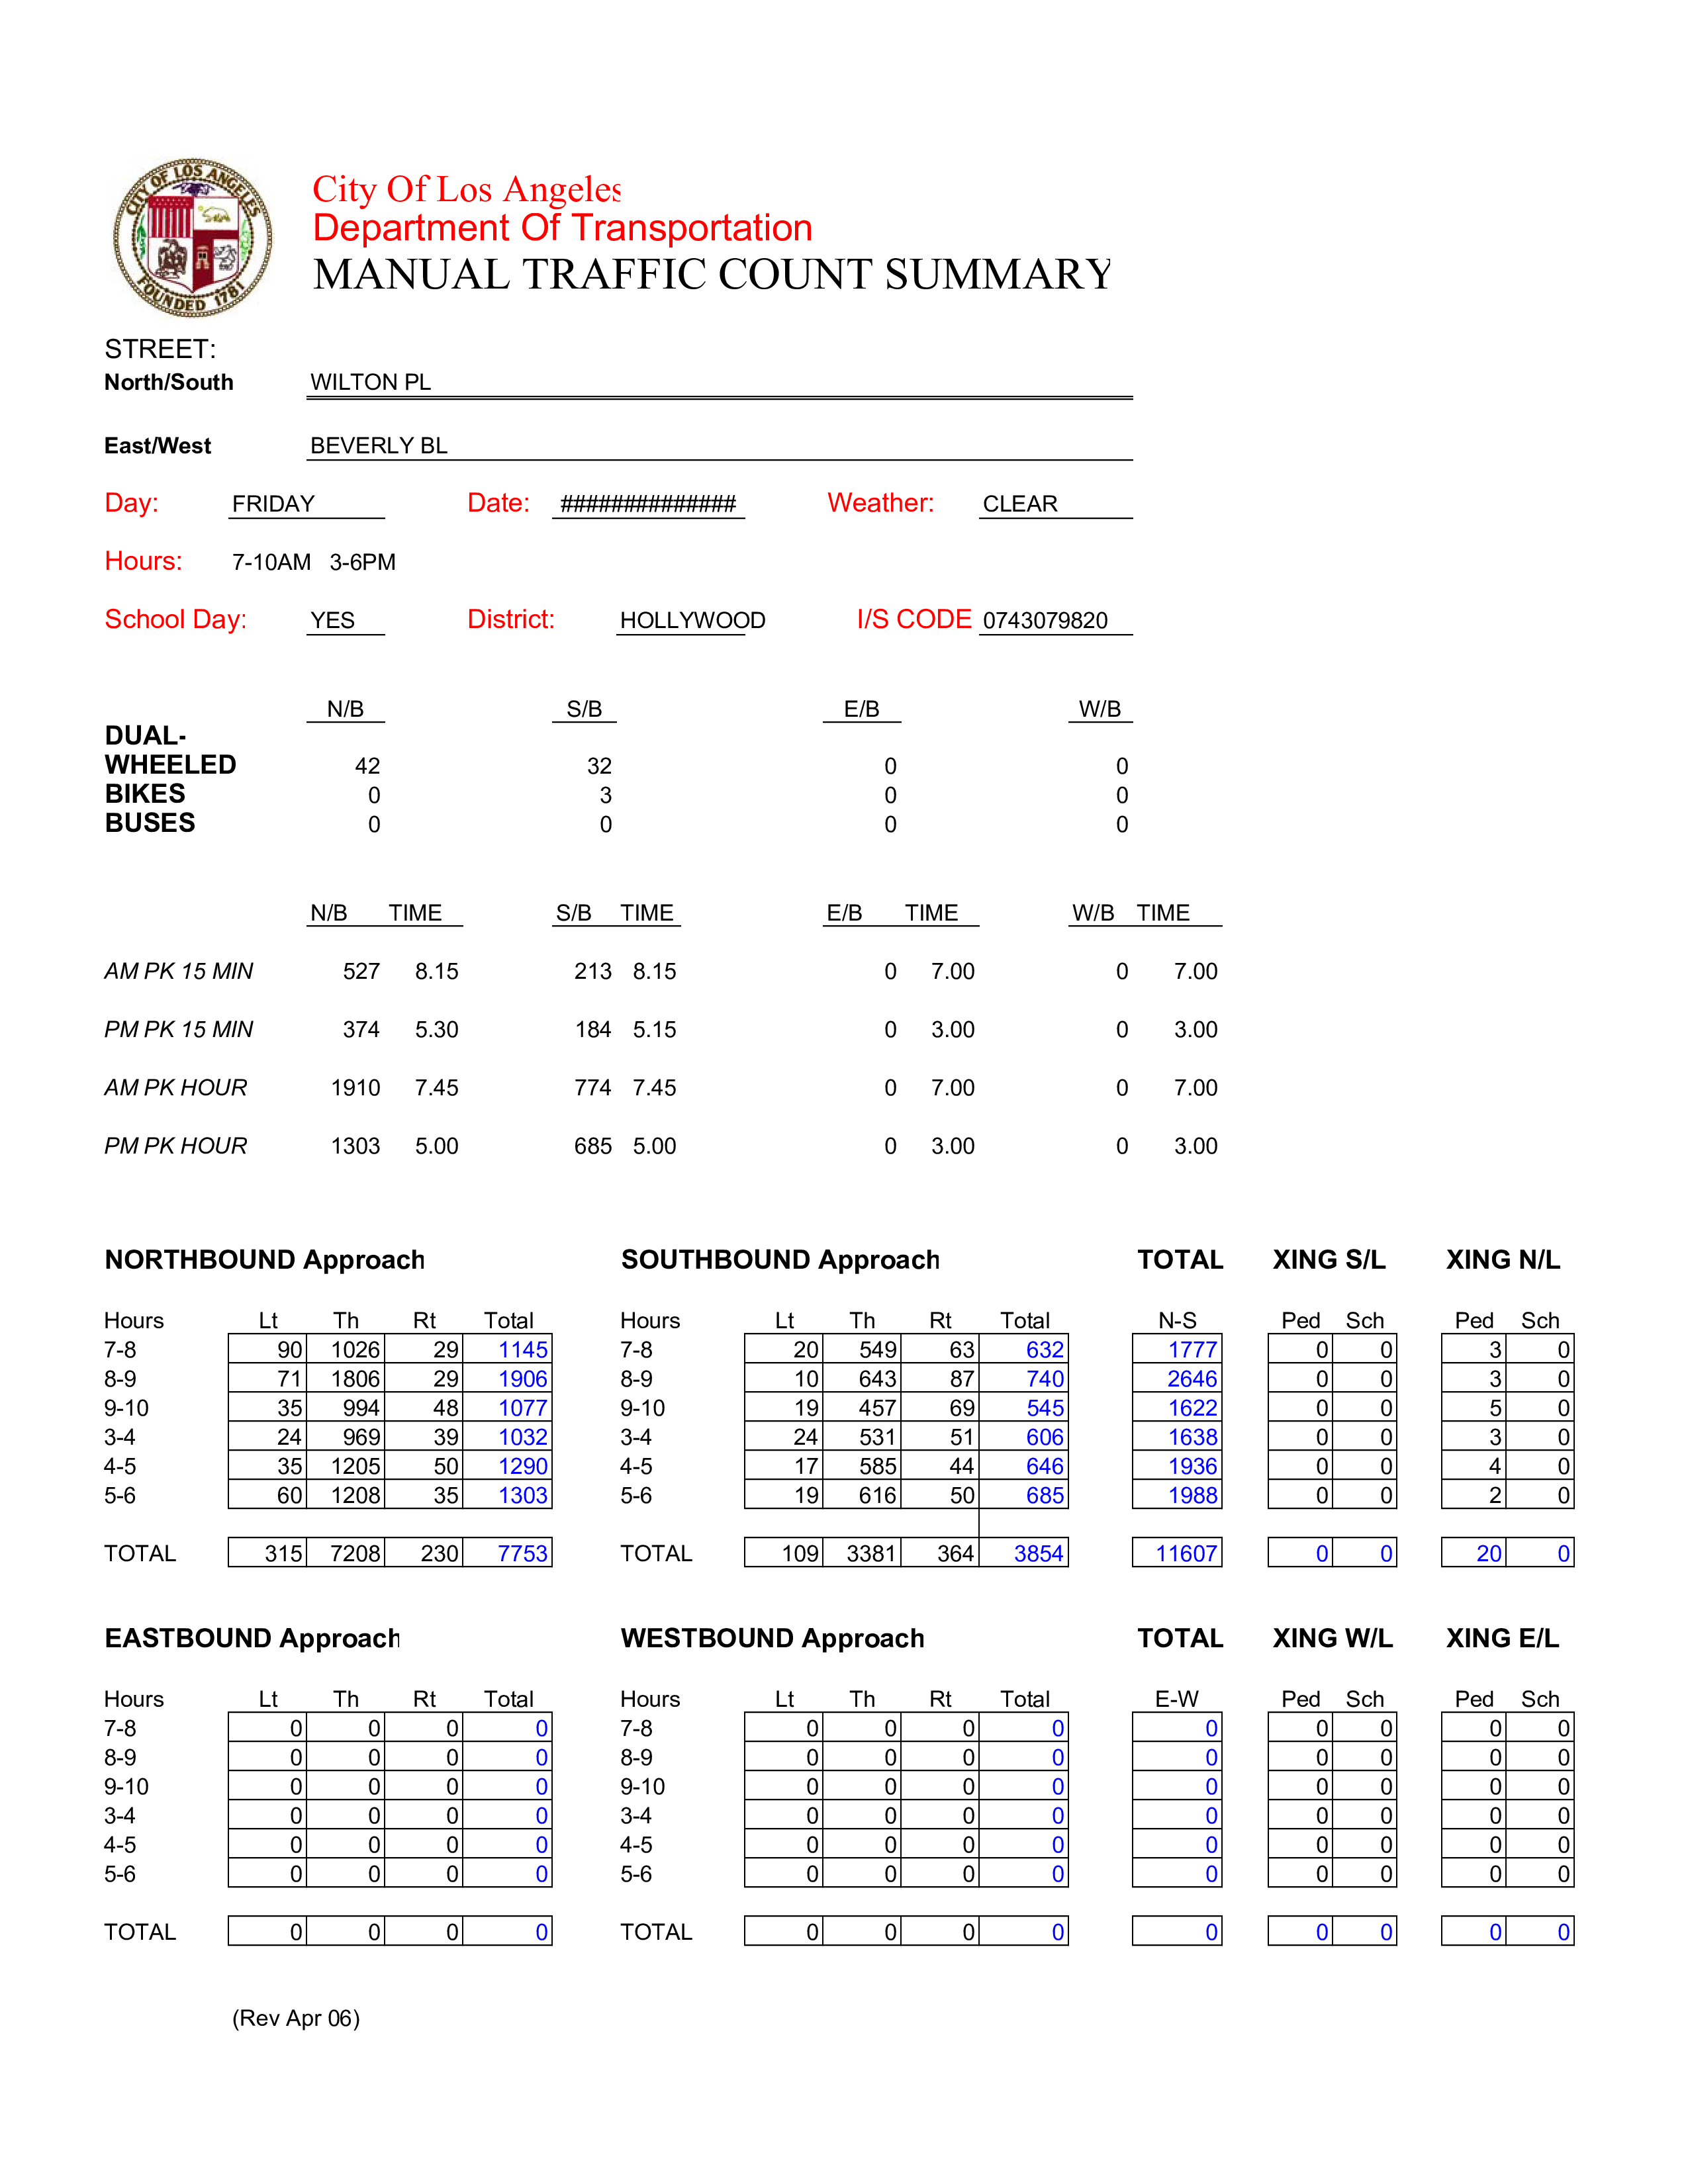 CITY OF LOS ANGELES
FOUNDED 1781
City Of Los Angeles
Department Of Transportation
MANUAL TRAFFIC COUNT SUMMARY
STREET:
North/South WILTON PL
East/West BEVERLY BL
Day: FRIDAY Date: ############## Weather: CLEAR
Hours: 7-10AM 3-6PM
School Day: YES District: HOLLYWOOD I/S CODE 0743079820
N/B S/B E/B W/B
DUAL-
WHEELED 42 32 0 0
BIKES 0 3 0 0
BUSES 0 0 0 0
N/B TIME S/B TIME E/B TIME W/B TIME
AM PK 15 MIN 527 8.15 213 8.15 0 7.00 0 7.00
PM PK 15 MIN 374 5.30 184 5.15 0 3.00 0 3.00
AM PK HOUR 1910 7.45 774 7.45 0 7.00 0 7.00
PM PK HOUR 1303 5.00 685 5.00 0 3.00 0 3.00
NORTHBOUND Approach SOUTHBOUND Approach TOTAL XING S/L XING N/L
Hours Lt Th Rt Total Hours Lt Th Rt Total N-S Ped Sch Ped Sch
7-8 90 1026 29 1145 7-8 20 549 63 632 1777 0 0 3 0
8-9 71 1806 29 1906 8-9 10 643 87 740 2646 0 0 3 0
9-10 35 994 48 1077 9-10 19 457 69 545 1622 0 0 5 0
3-4 24 969 39 1032 3-4 24 531 51 606 1638 0 0 3 0
4-5 35 1205 50 1290 4-5 17 585 44 646 1936 0 0 4 0
5-6 60 1208 35 1303 5-6 19 616 50 685 1988 0 0 2 0
TOTAL 315 7208 230 7753 TOTAL 109 3381 364 3854 11607 0 0 20 0
EASTBOUND Approach WESTBOUND Approach TOTAL XING W/L XING E/L
Hours Lt Th Rt Total Hours Lt Th Rt Total E-W Ped Sch Ped Sch
7-8 0 0 0 0 7-8 0 0 0 0 0 0 0 0 0
8-9 0 0 0 0 8-9 0 0 0 0 0 0 0 0 0
9-10 0 0 0 0 9-10 0 0 0 0 0 0 0 0 0
3-4 0 0 0 0 3-4 0 0 0 0 0 0 0 0 0
4-5 0 0 0 0 4-5 0 0 0 0 0 0 0 0 0
5-6 0 0 0 0 5-6 0 0 0 0 0 0 0 0 0
TOTAL 0 0 0 0 TOTAL 0 0 0 0 0 0 0 0 0
(Rev Apr 06)